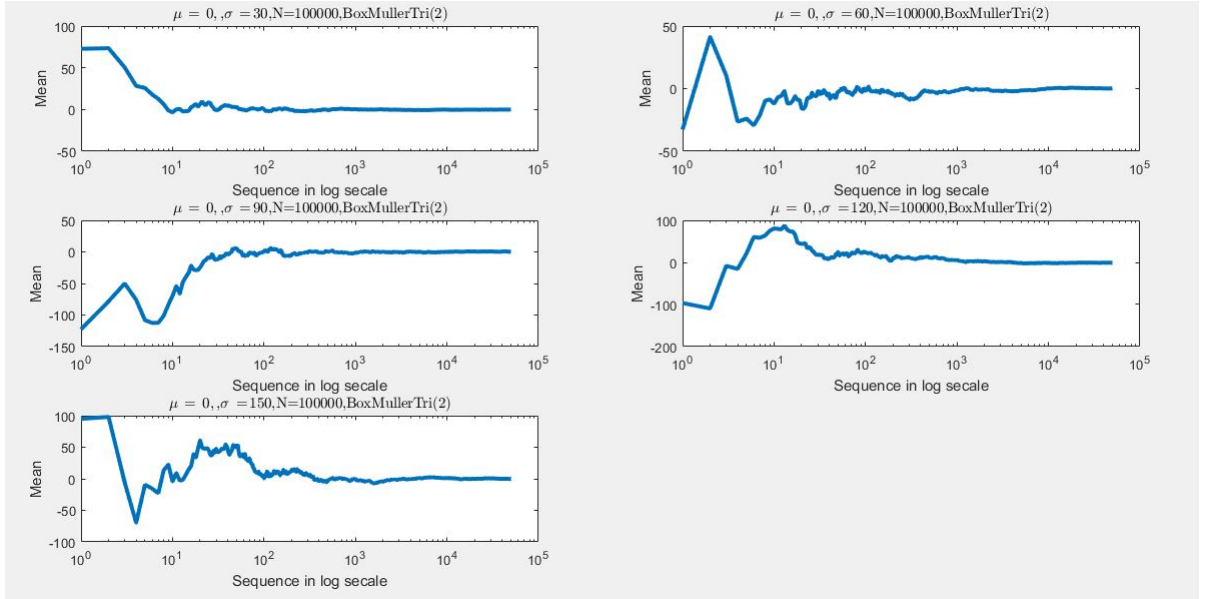 μ = 0,,σ =30,N=100000,BoxMullerTri(2)
100
50
0
-50
Mean
10^0 10^1 10^2 10^3 10^4 10^5
Sequence in log secale
μ = 0,,σ =60,N=100000,BoxMullerTri(2)
50
0
-50
Mean
10^0 10^1 10^2 10^3 10^4 10^5
Sequence in log secale
μ = 0,,σ =90,N=100000,BoxMullerTri(2)
50
0
-50
-100
-150
Mean
10^0 10^1 10^2 10^3 10^4 10^5
Sequence in log secale
μ = 0,,σ =120,N=100000,BoxMullerTri(2)
100
0
-100
-200
Mean
10^0 10^1 10^2 10^3 10^4 10^5
Sequence in log secale
μ = 0,,σ =150,N=100000,BoxMullerTri(2)
100
50
0
-50
-100
Mean
10^0 10^1 10^2 10^3 10^4 10^5
Sequence in log secale